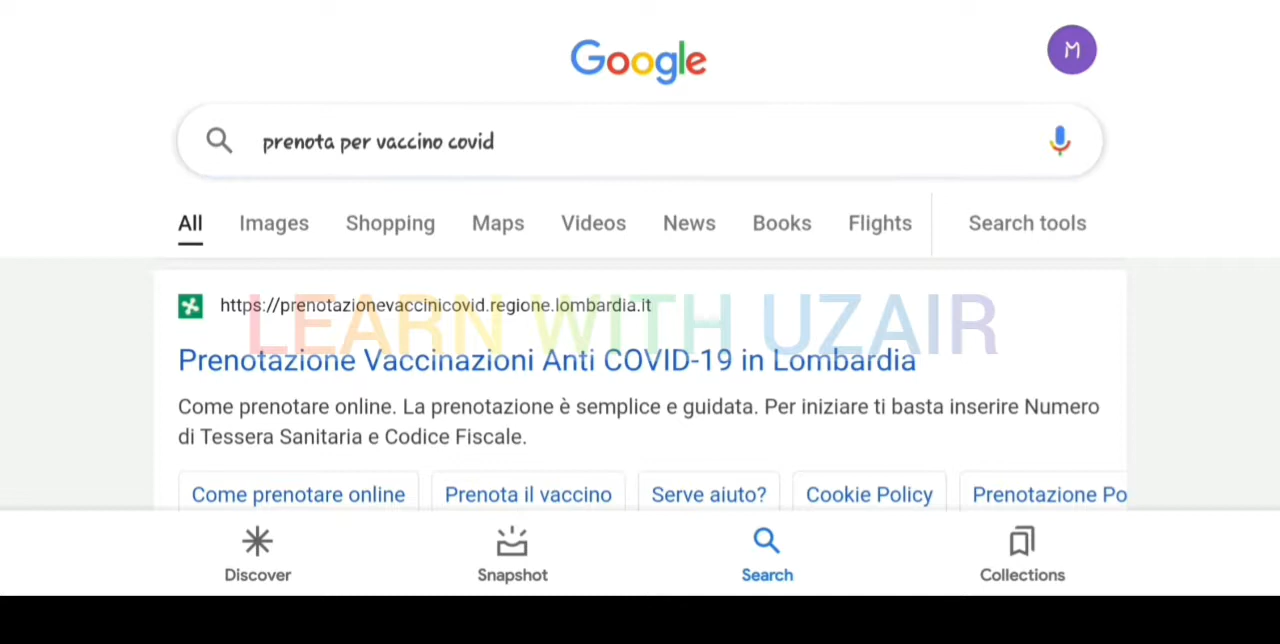 Google
M
prenota per vaccino covid
All Images Shopping Maps Videos News Books Flights Search tools
https://prenotazionevaccinicovid.regione.lombardia.it
LEARN WITH UZAIR
Prenotazione Vaccinazioni Anti COVID-19 in Lombardia
Come prenotare online. La prenotazione è semplice e guidata. Per iniziare ti basta inserire Numero
di Tessera Sanitaria e Codice Fiscale.
Come prenotare online Prenota il vaccino Serve aiuto? Cookie Policy Prenotazione Po
Discover Snapshot Search Collections